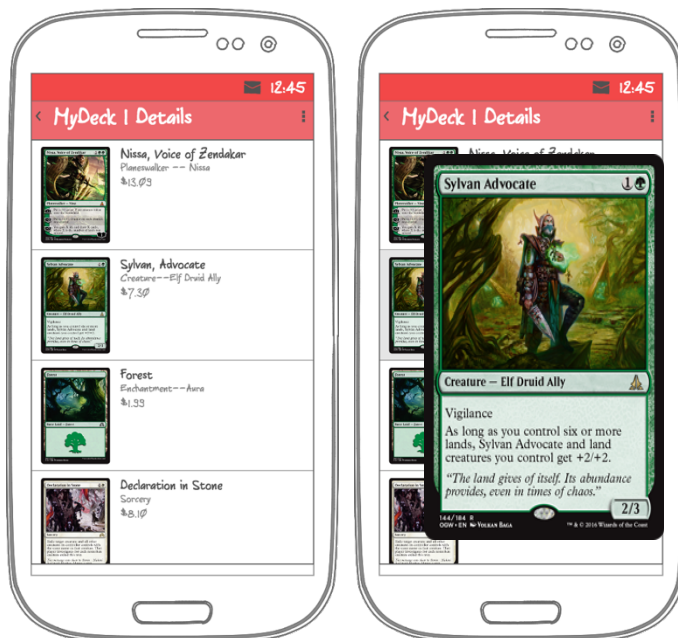 12:45
MyDeck | Details
Nissa, Voice of Zendakar
Planeswalker -- Nissa
$13.09
Sylvan, Advocate
Creature--Elf Druid Ally
$7.30
Forest
Enchantment--Aura
$1.99
Declaration in Stone
Sorcery
$8.10
12:45
MyDeck | Details
Nissa, Voice of Zendakar
Sylvan Advocate 1
Creature — Elf Druid Ally
Vigilance
As long as you control six or more
lands, Sylvan Advocate and land
creatures you control get +2/+2.
“The land gives of itself. Its abundance
provides, even in times of chaos.”
2/3
144/184 R
OGW • EN Volkan Baga
™ & © 2016 Wizards of the Coast